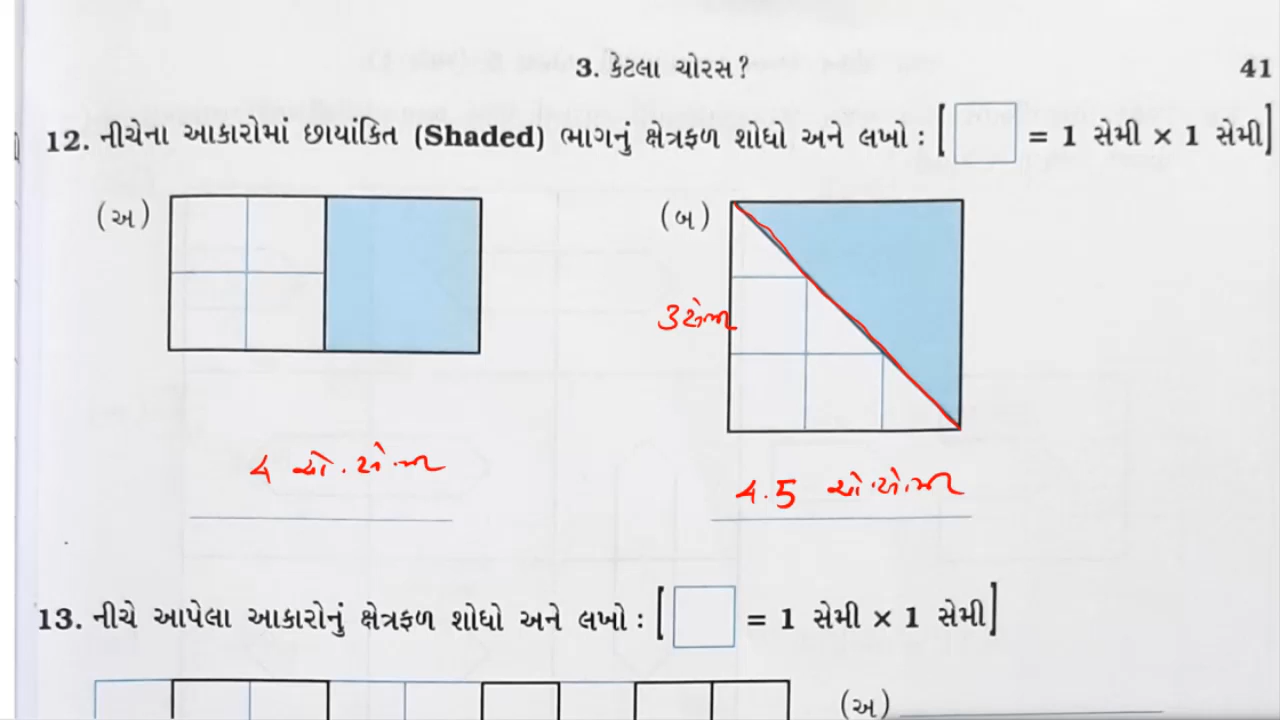 3. કેટલા ચોરસ?
41
12. નીચેના આકારોમાં છાયાંકિત (Shaded) ભાગનું ક્ષેત્રફળ શોધો અને લખો : [ = 1 સેમી × 1 સેમી]
(અ)
(બ)
3 સેમી
4 ચો.સે.મી
4.5 ચો.સે.મી
13. નીચે આપેલા આકારોનું ક્ષેત્રફળ શોધો અને લખો : [ = 1 સેમી × 1 સેમી]
(અ)